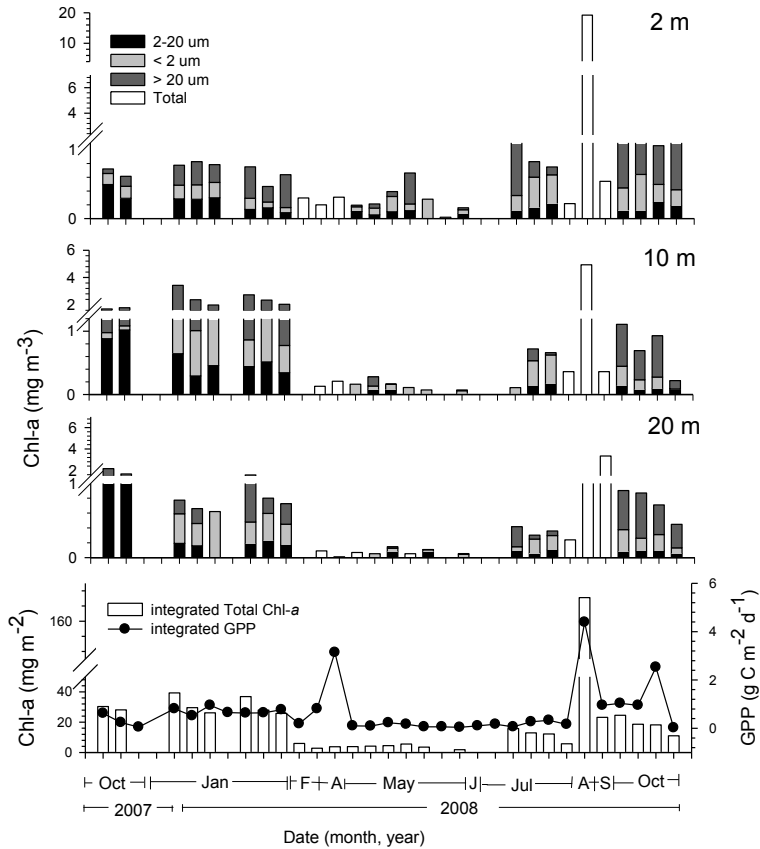 20
2 m
2-20 um
< 2 um
> 20 um
Total
15
6
4
1
0
6
10 m
4
2
1
0
6
20 m
4
2
1
0
Chl-a (mg m-3)
integrated Total Chl-a
integrated GPP
160
40
20
0
Chl-a (mg m-2)
6
4
2
0
GPP (g C m-2 d-1)
Oct
Jan
F
A
May
J
Jul
A
S
Oct
2007
2008
Date (month, year)